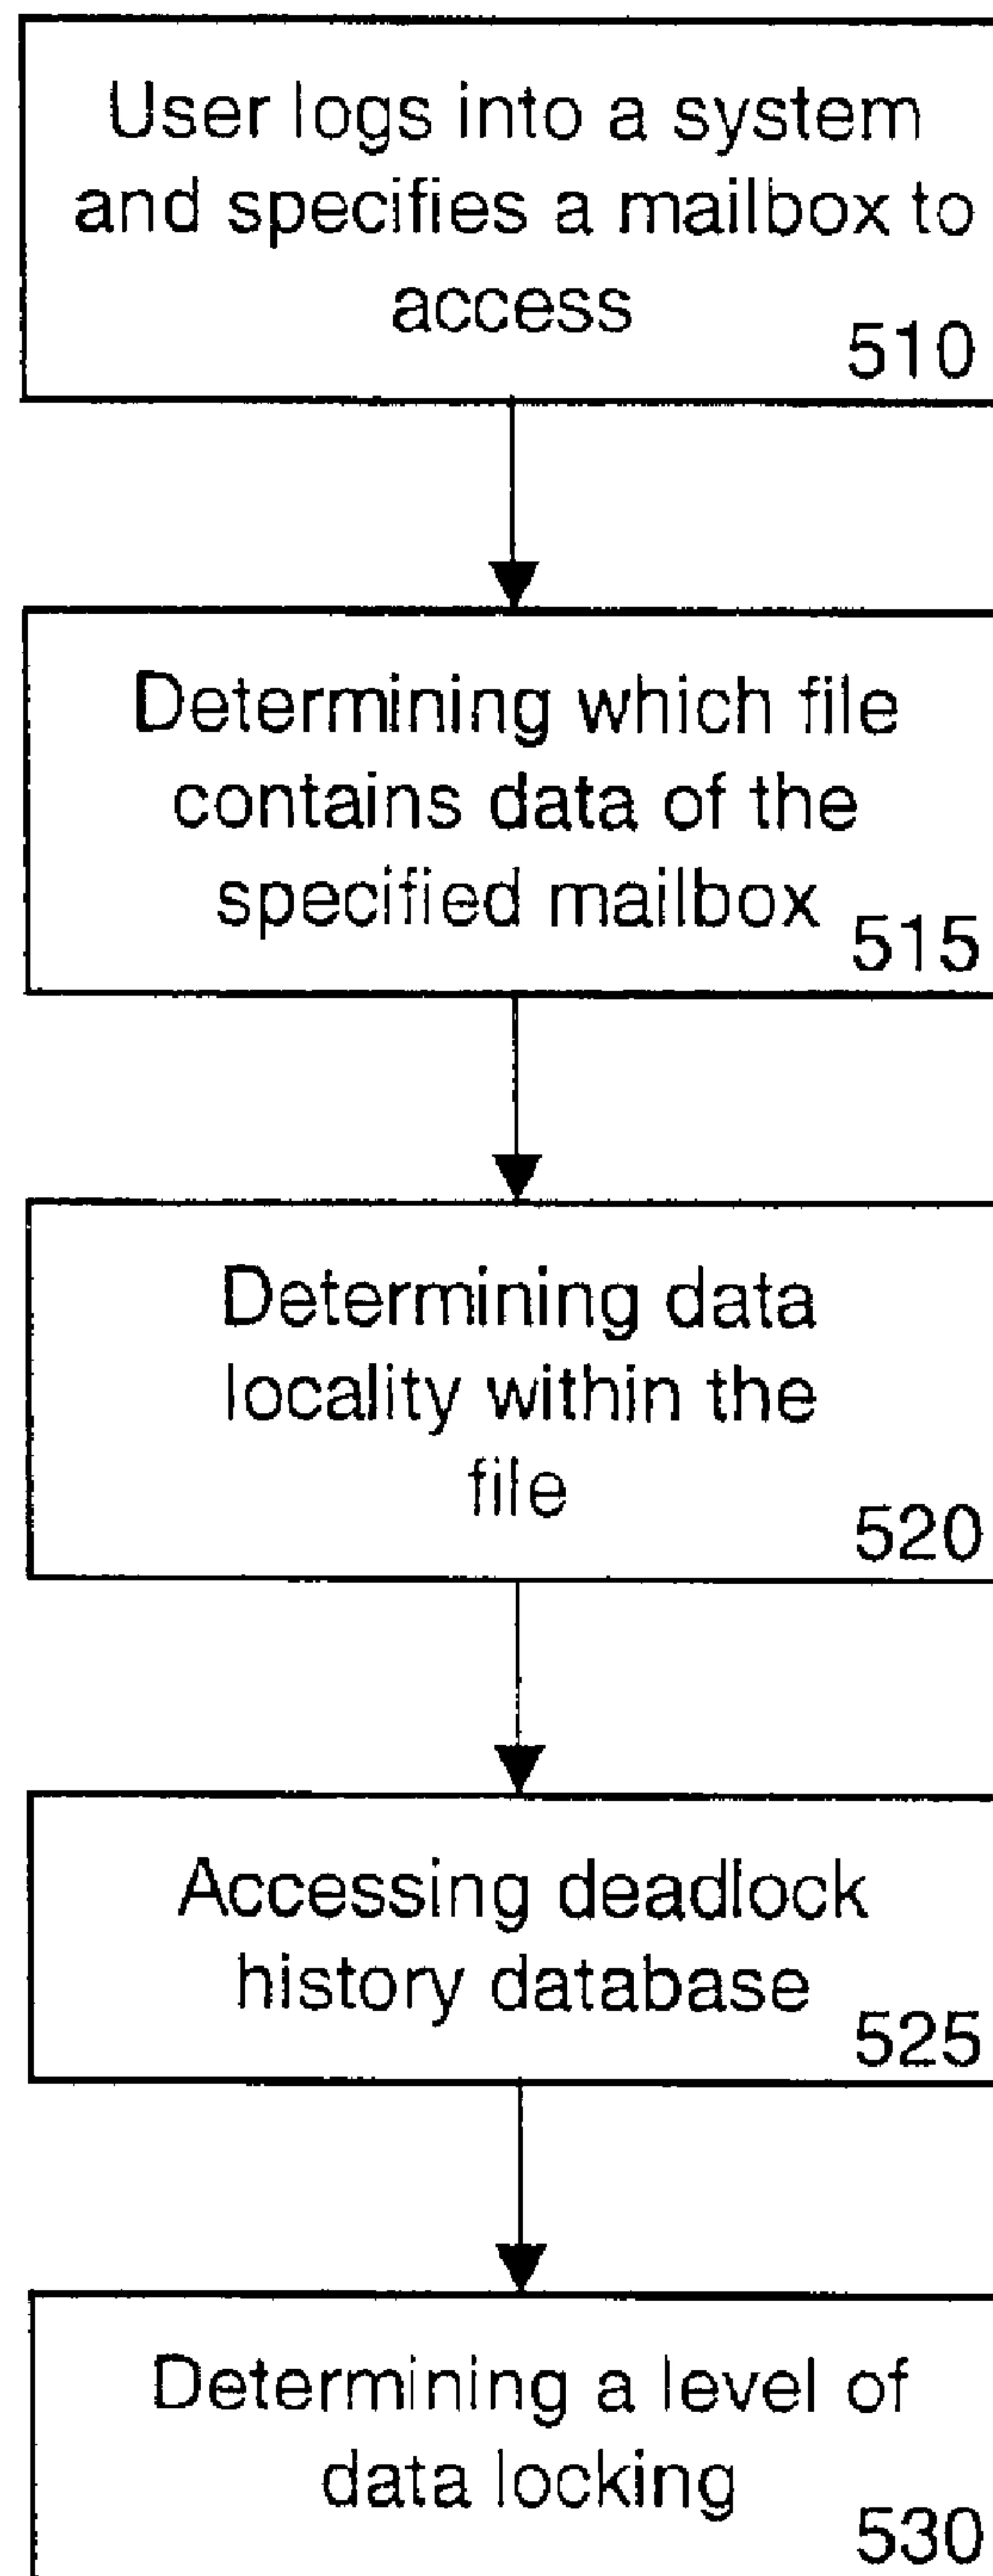 User logs into a system
and specifies a mailbox to
access
510
Determining which file
contains data of the
specified mailbox
515
Determining data
locality within the
file
520
Accessing deadlock
history database
525
Determining a level of
data locking
530